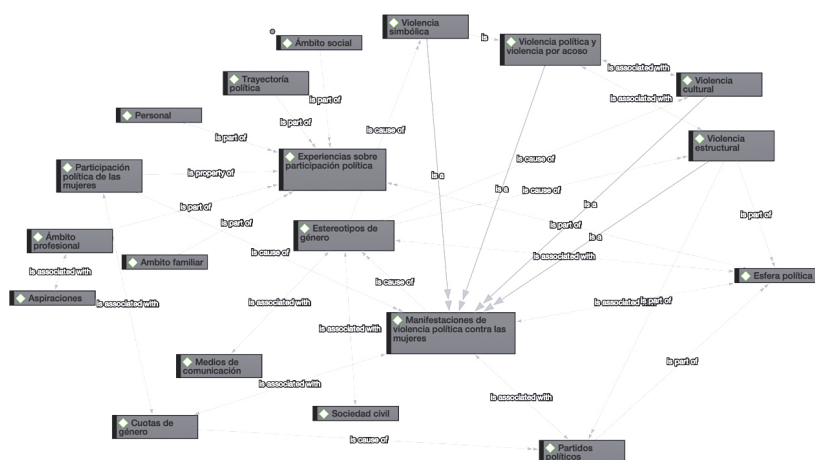 Violencia
simbólica
is
Violencia política y
violencia por acoso
Ámbito social
is associated with
Violencia
cultural
Trayectoría
política
is part of
is associated with
Personal
is part of
is cause of
is part of
Violencia
estructural
Experiencias sobre
participación política
is cause of
Participación
política de las
mujeres
is property of
is a
is a
is cause of
is a
is part of
is part of
is part of
is part of
Estereotipos de
género
is a
Ámbito
profesional
is cause of
is associated with
Ambito familiar
is associated with
Esfera política
is cause of
Aspiraciones
is associated with
is associated with
is part of
Manifestaciones de
violencia política contra las
mujeres
is associated with
Medios de
comunicación
is part of
is associated with
is associated with
Sociedad civil
Cuotas de
género
is cause of
Partidos
políticos